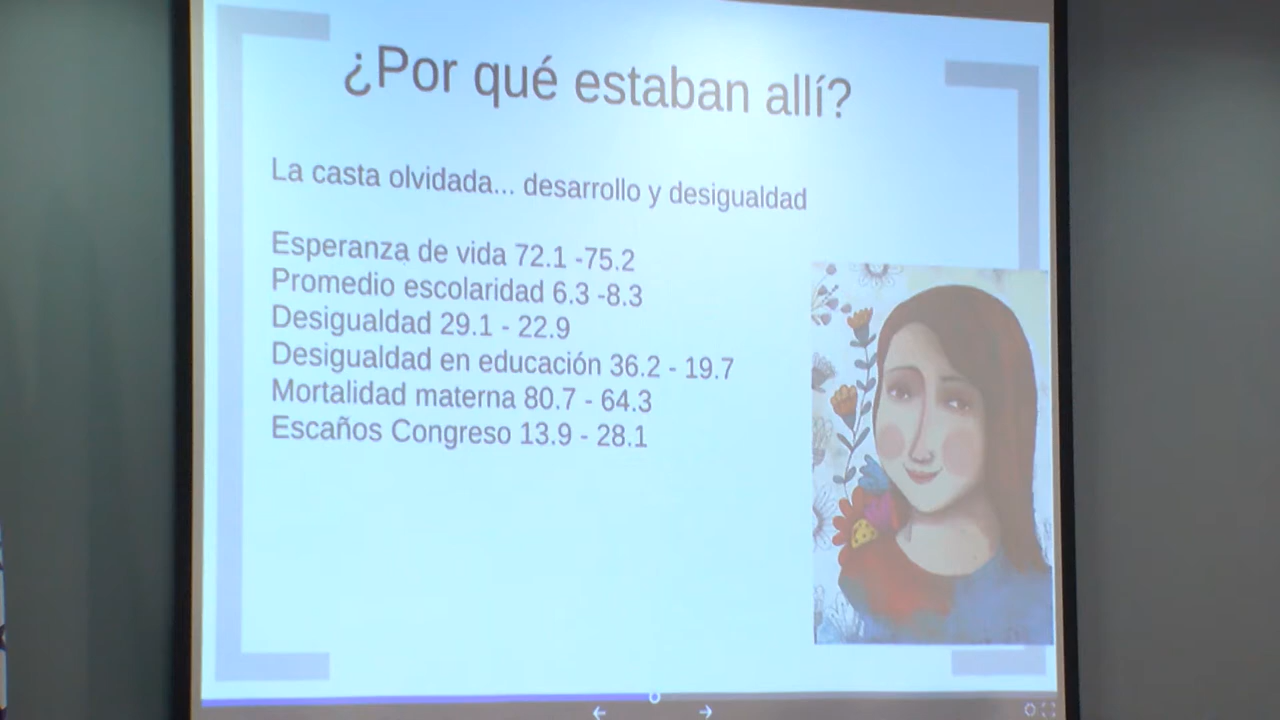 ¿Por qué estaban allí?
La casta olvidada... desarrollo y desigualdad
Esperanza de vida 72.1 -75.2
Promedio escolaridad 6.3 -8.3
Desigualdad 29.1 - 22.9
Desigualdad en educación 36.2 - 19.7
Mortalidad materna 80.7 - 64.3
Escaños Congreso 13.9 - 28.1